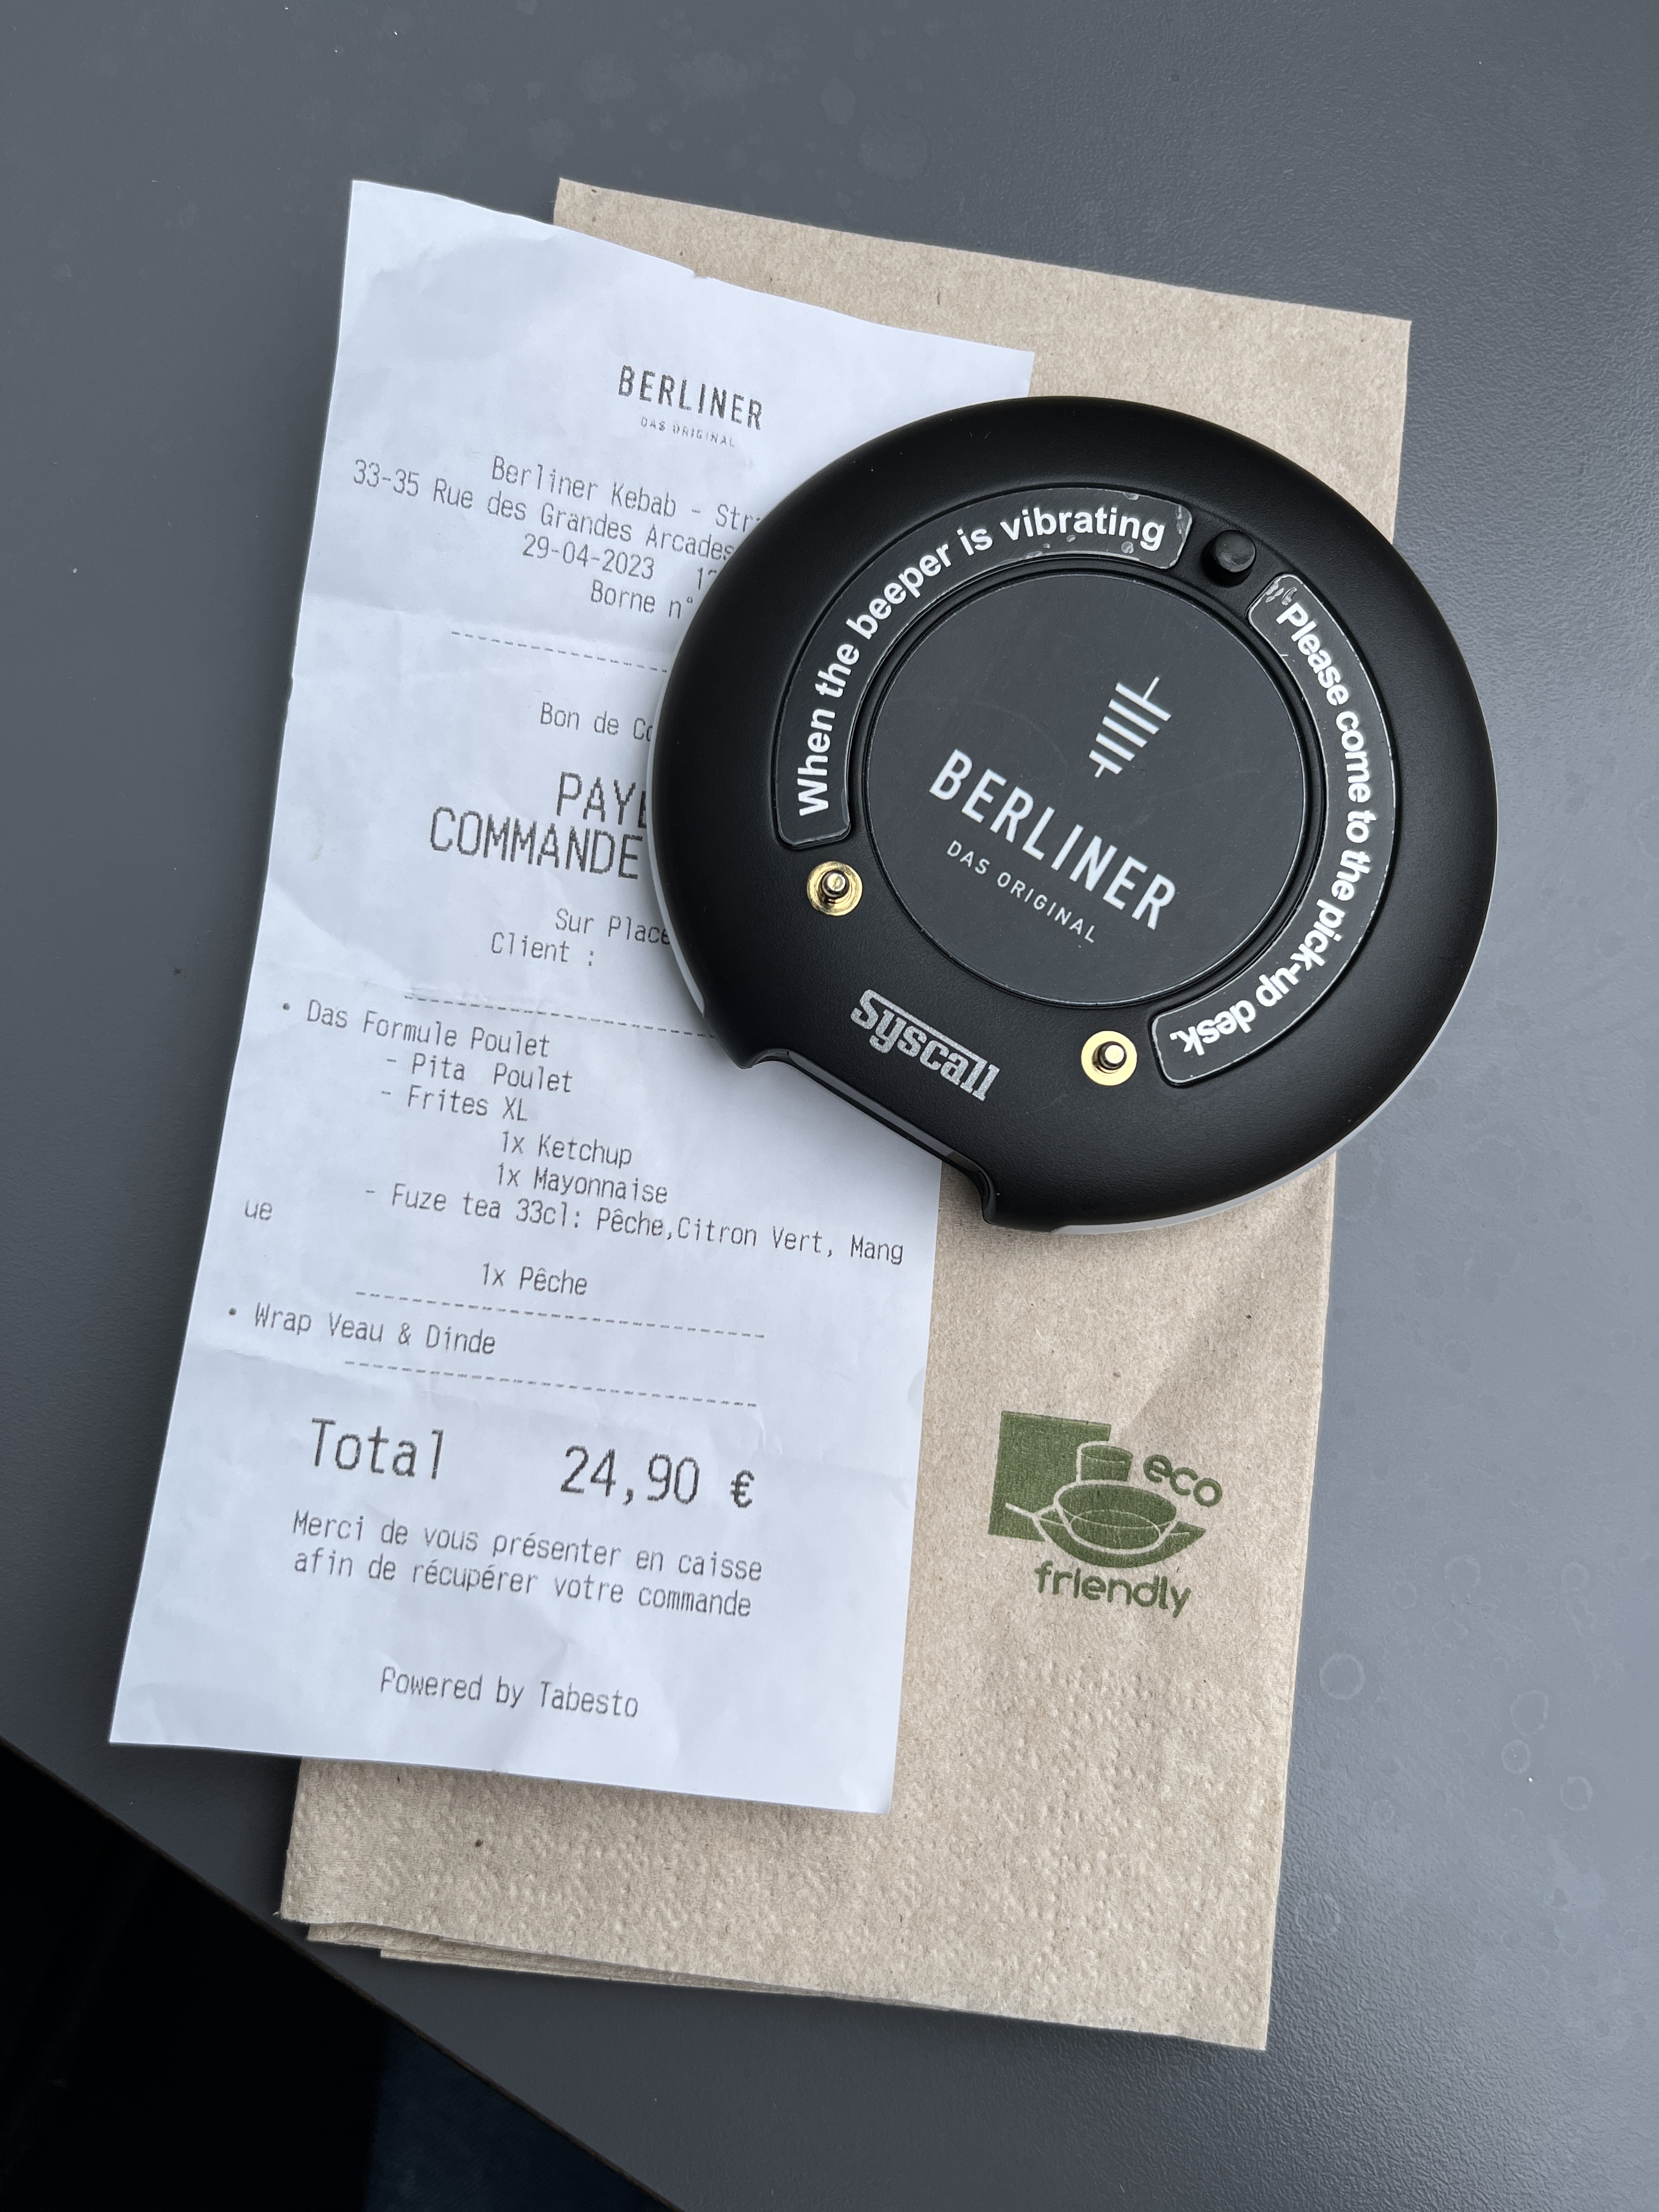 BERLINER
DAS ORIGINAL
Berliner Kebab -
33-35 Rue des Grandes Arcades
29-04-2023
Borne n°
Bon de
COMMANDE
Sur Place
Client :
• Das Formule Poulet
- Pita Poulet
- Frites XL
1x Ketchup
1x Mayonnaise
- Fuze tea 33cl: Pêche,Citron Vert, Mang
ue
1x Pêche
• Wrap Veau & Dinde
Total 24,90 €
Merci de vous présenter en caisse
afin de récupérer votre commande
Powered by Tabesto
When the beeper is vibrating
Please come to the pick-up desk.
BERLINER
DAS ORIGINAL
syscall
eco
friendly